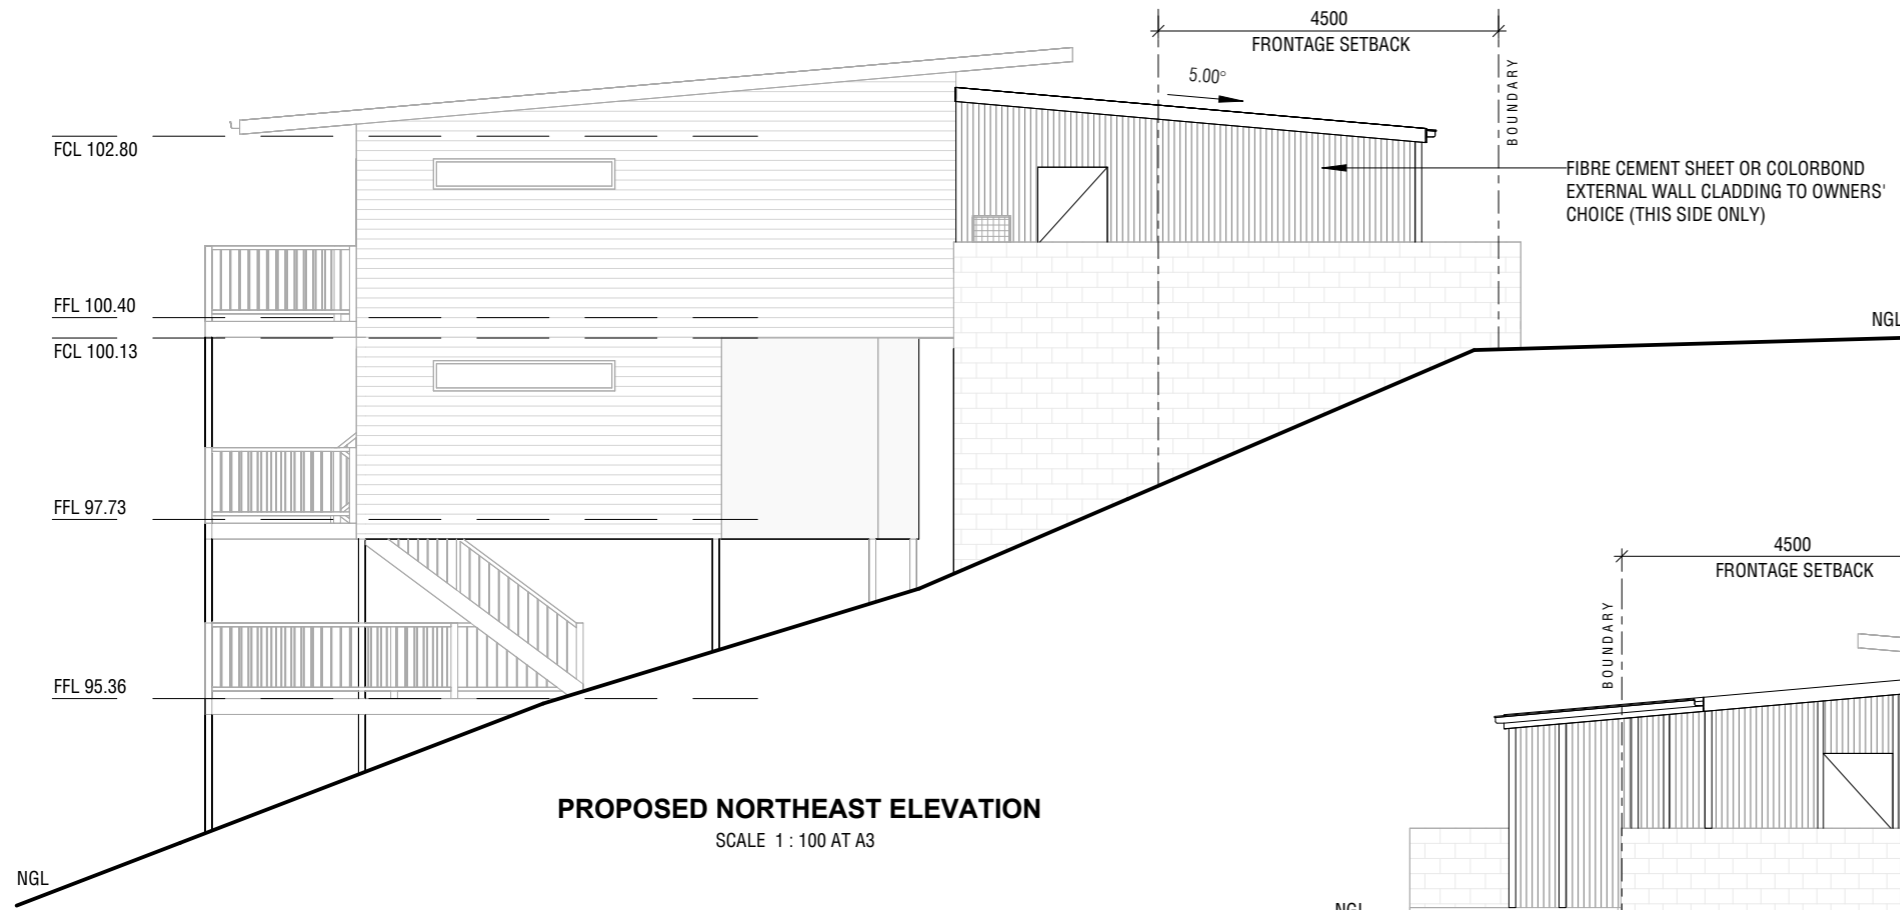 4500
FRONTAGE SETBACK
5.00°
BOUNDARY
FCL 102.80
FIBRE CEMENT SHEET OR COLORBOND
EXTERNAL WALL CLADDING TO OWNERS'
CHOICE (THIS SIDE ONLY)
FFL 100.40
NGL
FCL 100.13
FFL 97.73
4500
FRONTAGE SETBACK
BOUNDARY
FFL 95.36
PROPOSED NORTHEAST ELEVATION
SCALE 1 : 100 AT A3
NGL
NGL